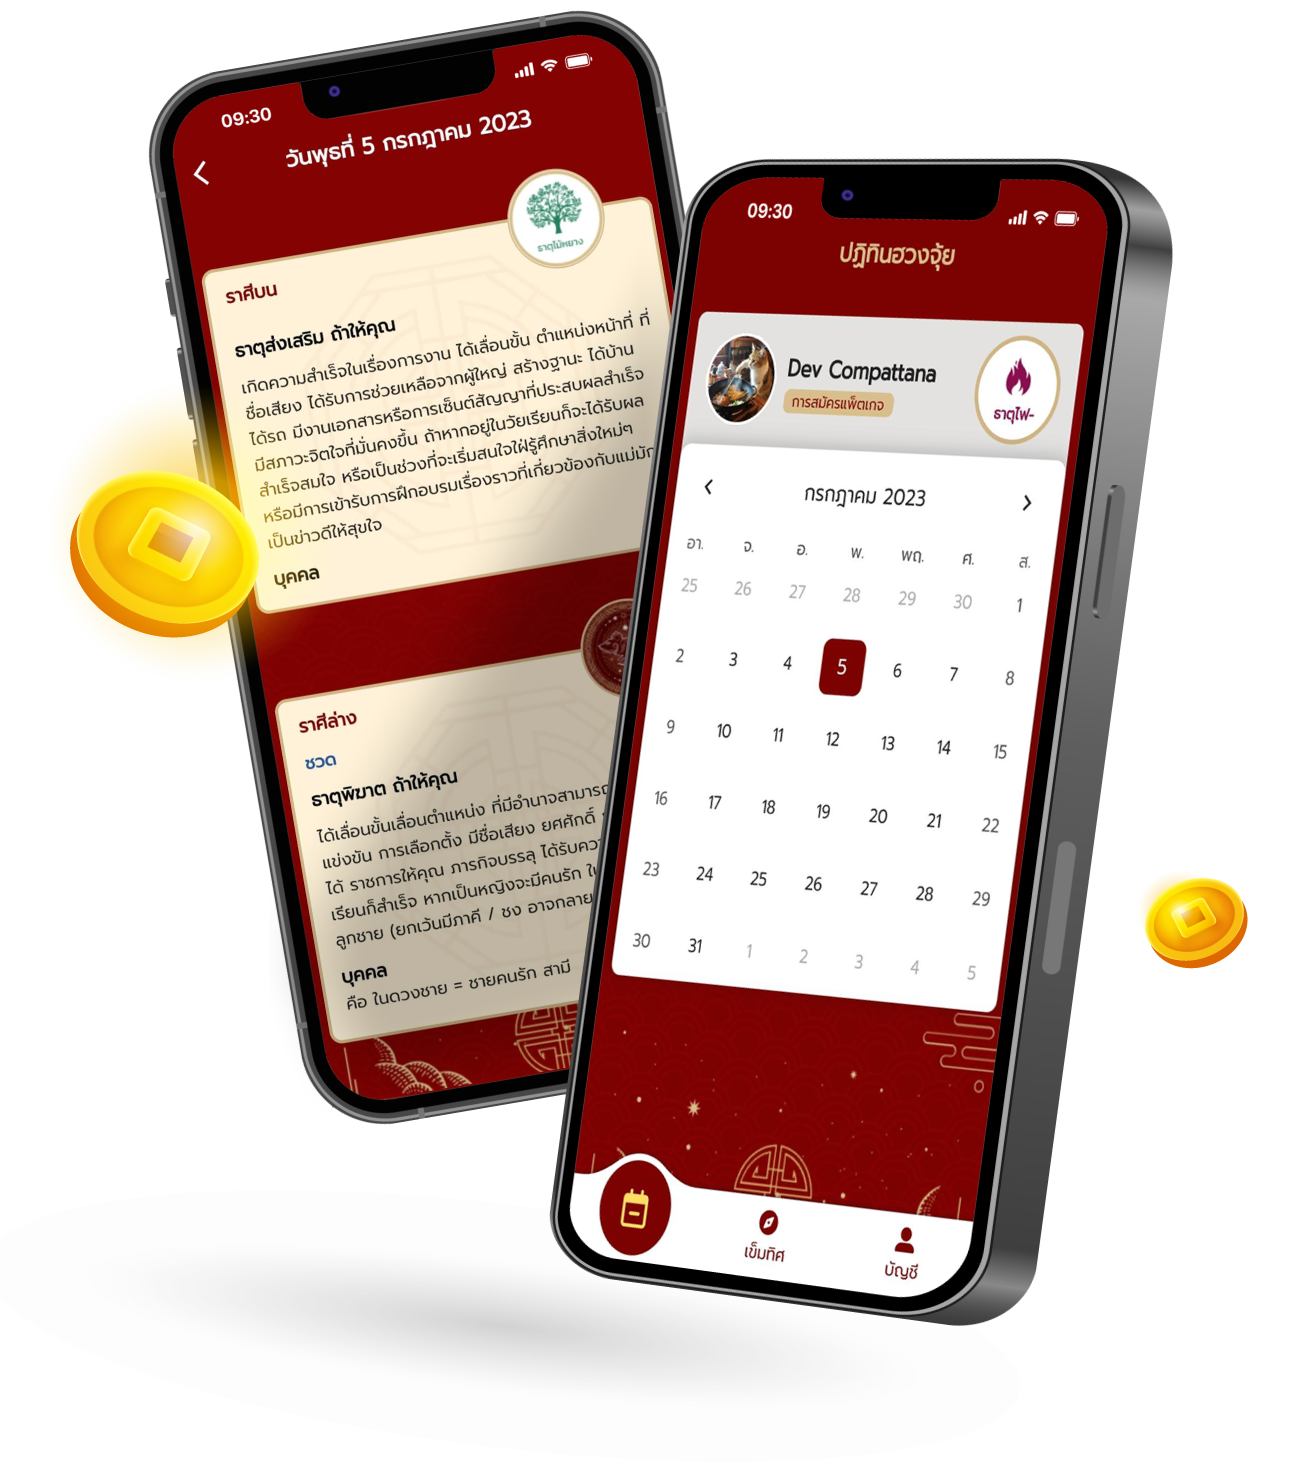 09:30
วันพุธที่ 5 กรกฎาคม 2023
ธาตุไม้หยาง
ราศีบน
ธาตุส่งเสริม ถ้าให้คุณ
เกิดความสำเร็จในเรื่องการงาน ได้เลื่อนขั้น ตำแหน่งหน้าที่ ที่
ชื่อเสียง ได้รับการช่วยเหลือจากผู้ใหญ่ สร้างฐานะ ได้บ้าน
ได้รถ มีงานเอกสารหรือการเซ็นต์สัญญาที่ประสบผลสำเร็จ
มีสภาวะจิตใจที่มั่นคงขึ้น ถ้าหากอยู่ในวัยเรียนก็จะได้รับผล
สำเร็จสมใจ หรือเป็นช่วงที่จะเริ่มสนใจใฝ่รู้ศึกษาสิ่งใหม่ๆ
หรือมีการเข้ารับการฝึกอบรมเรื่องราวที่เกี่ยวข้องกับแม่มัก
เป็นข่าวดีให้สุขใจ
บุคคล
ราศีล่าง
ชวด
ธาตุพิฆาต ถ้าให้คุณ
ได้เลื่อนขั้นเลื่อนตำแหน่ง ที่มีอำนาจสามารถ
แข่งขัน การเลือกตั้ง มีชื่อเสียง ยศศักดิ์
ได้ ราชการให้คุณ ภารกิจบรรลุ ได้รับ
เรียนก็สำเร็จ หากเป็นหญิงจะมีคนรัก ใ
ลูกชาย (ยกเว้นมีภาคี / ชง อาจกลาย
บุคคล
คือ ในดวงชาย = ชายคนรัก สามี
09:30
ปฏิทินฮวงจุ้ย
Dev Compattana
การสมัครแพ็ตเกจ
ธาตุไฟ-
กรกฎาคม 2023
อา. จ. อ. พ. พฤ. ศ. ส.
25 26 27 28 29 30 1
2 3 4 5 6 7 8
9 10 11 12 13 14 15
16 17 18 19 20 21 22
23 24 25 26 27 28 29
30 31 1 2 3 4 5
เข็มทิศ
บัญชี